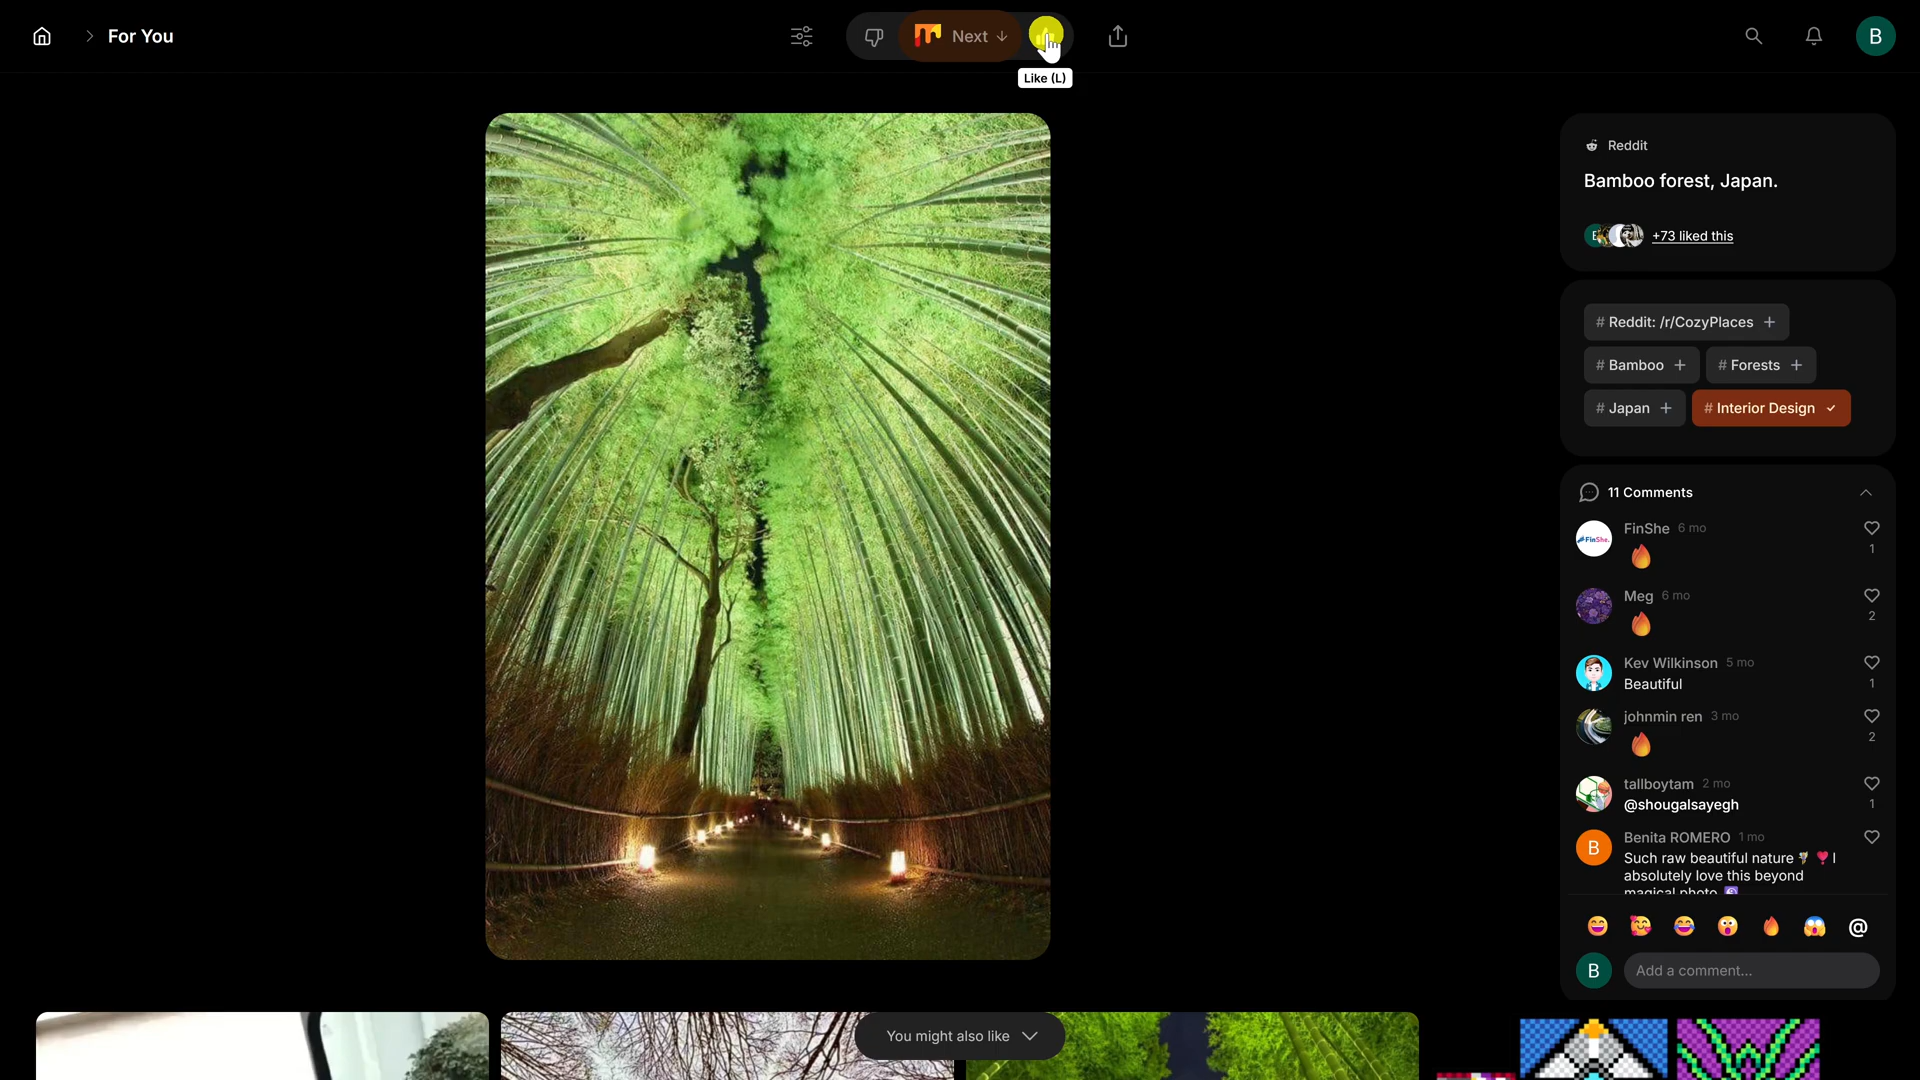 For You
Next ↓
B
Like (L)
Reddit
Bamboo forest, Japan.
+73 liked this
# Reddit: /r/CozyPlaces +
# Bamboo +
# Forests +
# Japan +
# Interior Design
11 Comments
FinShe 6 mo
FinShe.
🔥
1
Meg 6 mo
🔥
2
Kev Wilkinson 5 mo
Beautiful
1
johnmin ren 3 mo
🔥
2
tallboytam 2 mo
@shougalsayegh
1
B
Benita ROMERO 1 mo
Such raw beautiful nature I
absolutely love this beyond
magical photo
@
B
Add a comment...
You might also like